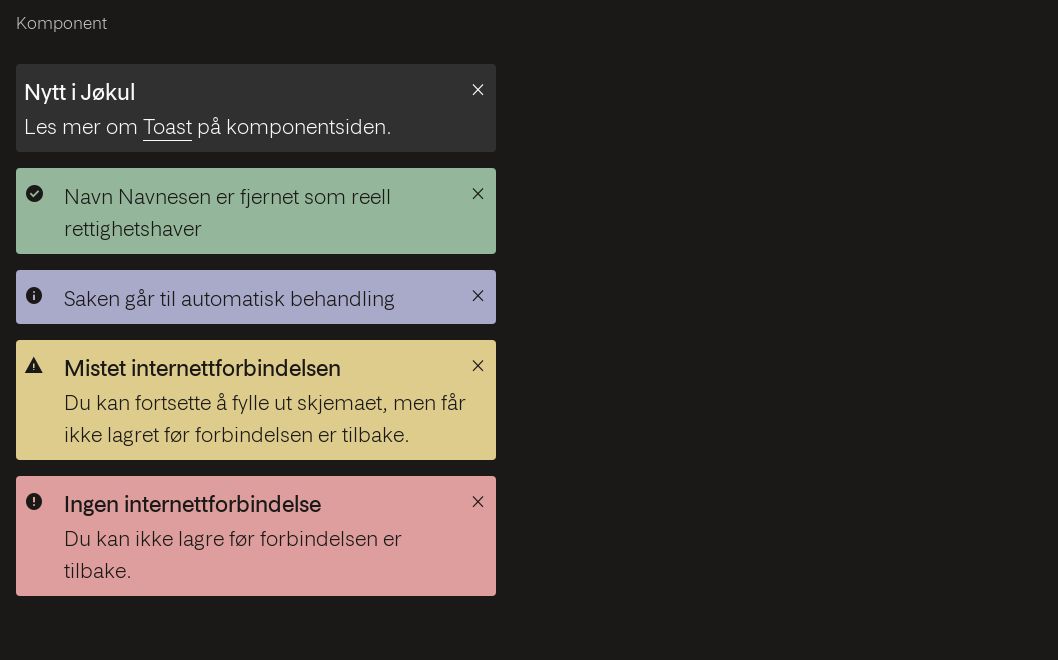 Komponent
Nytt i Jøkul
Les mer om Toast på komponentsiden.
Navn Navnesen er fjernet som reell
rettighetshaver
Saken går til automatisk behandling
Mistet internettforbindelsen
Du kan fortsette å fylle ut skjemaet, men får
ikke lagret før forbindelsen er tilbake.
Ingen internettforbindelse
Du kan ikke lagre før forbindelsen er
tilbake.